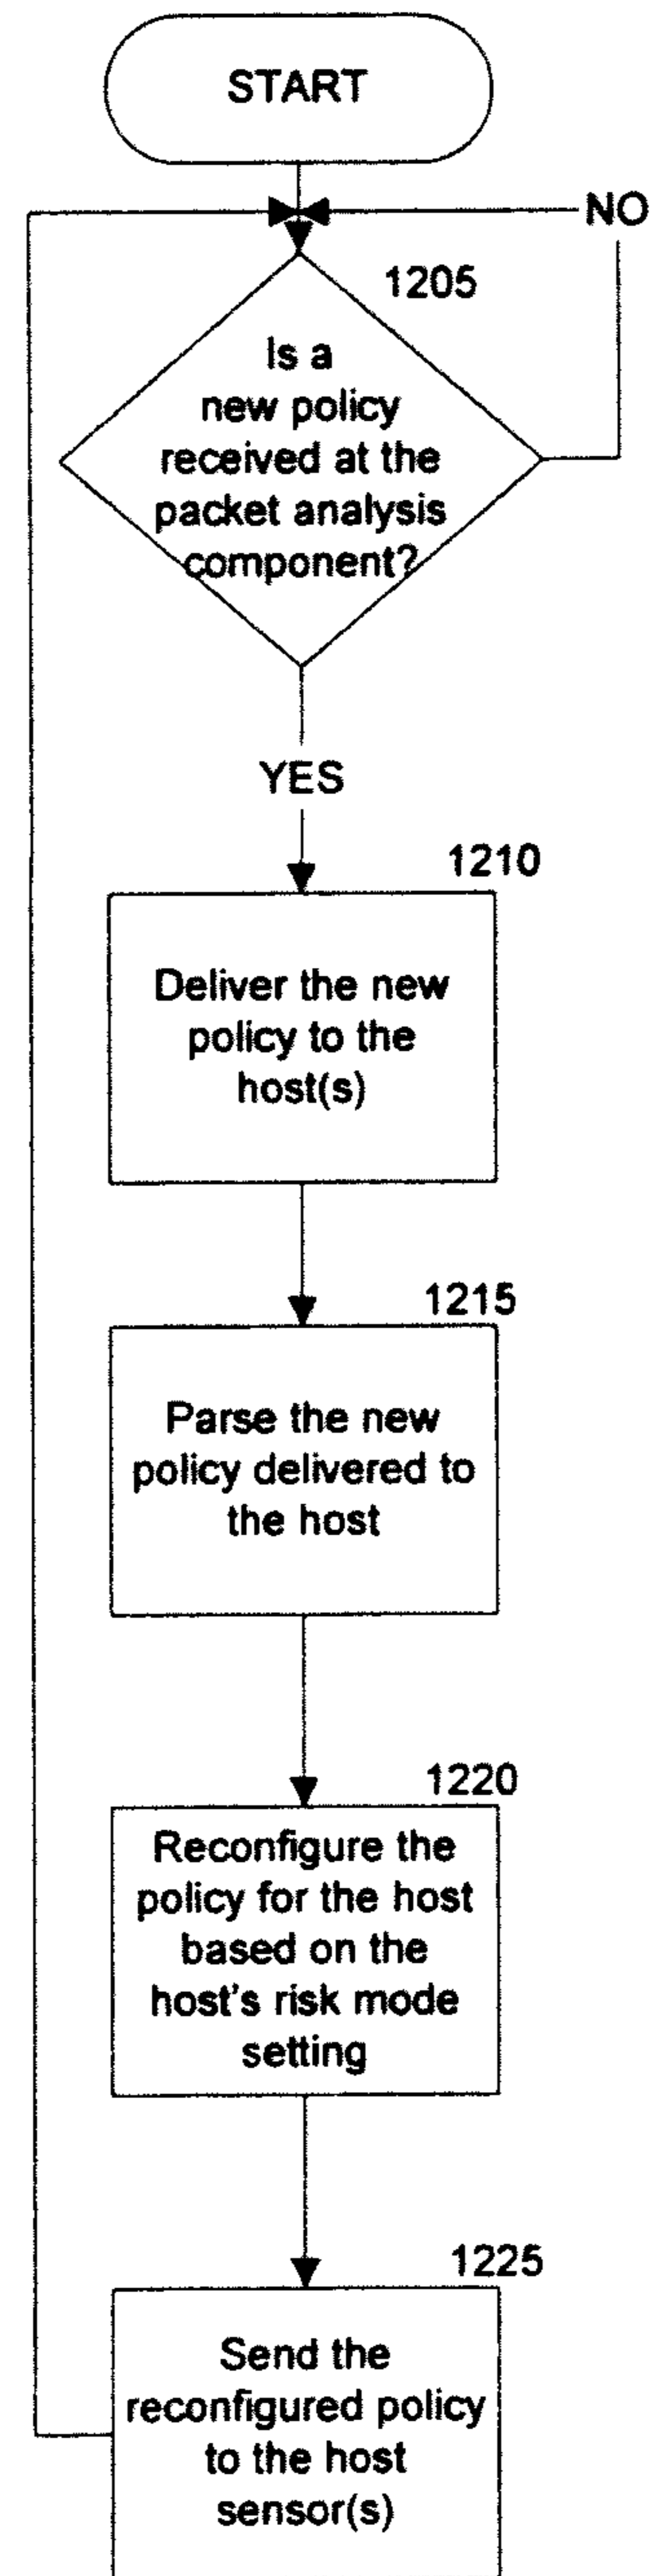 START
NO
1205
Is a
new policy
received at the
packet analysis
component?
YES
1210
Deliver the new
policy to the
host(s)
1215
Parse the new
policy delivered to
the host
1220
Reconfigure the
policy for the host
based on the
host's risk mode
setting
1225
Send the
reconfigured policy
to the host
sensor(s)